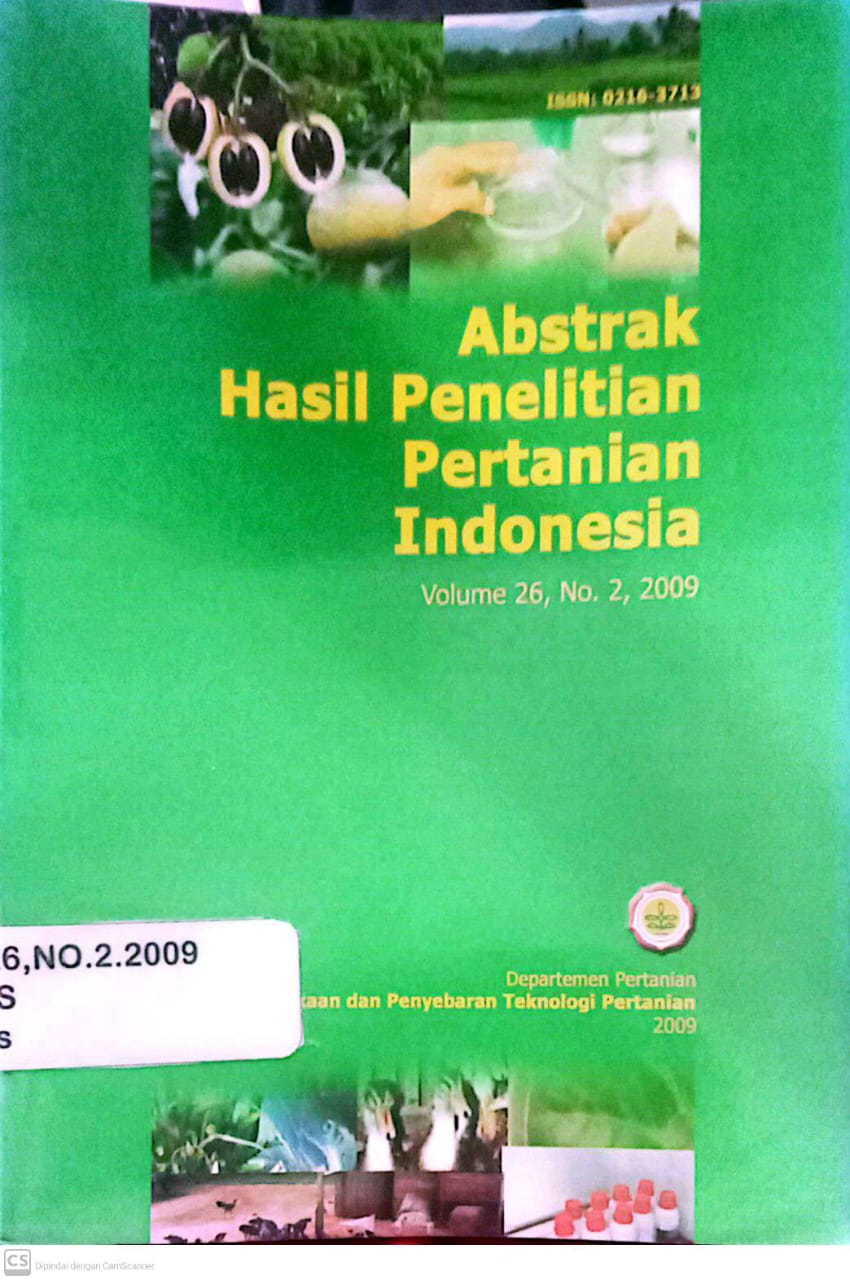 ISSN: 0216-3713
Abstrak
Hasil Penelitian
Pertanian
Indonesia
Volume 26, No. 2, 2009
6,NO.2.2009
S
s
Departemen Pertanian
kaan dan Penyebaran Teknologi Pertanian
2009
CS Dipindai dengan CamScanner